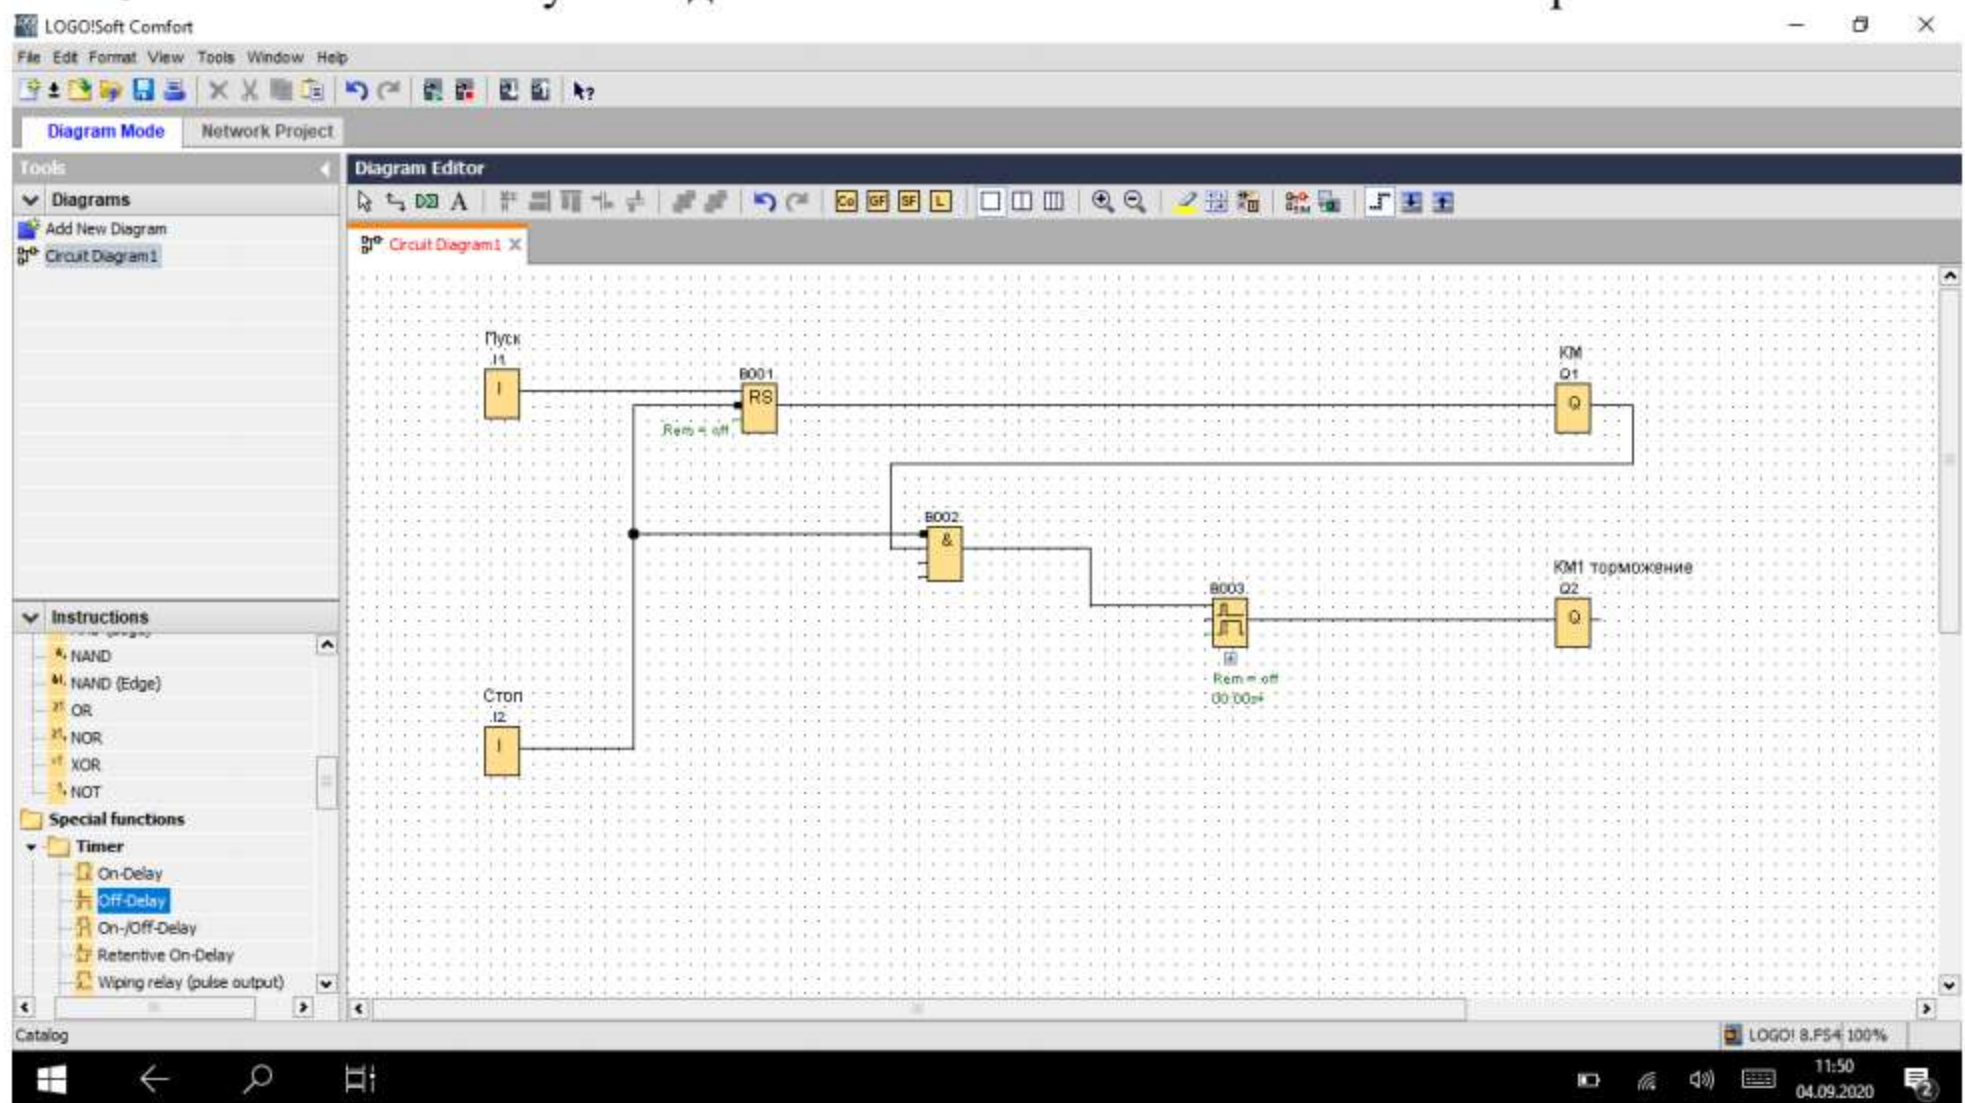 LOGO!Soft Comfort
File Edit Format View Tools Window Help
Diagram Mode Network Project
Tools
Diagram Editor
Diagrams
Add New Diagram
Circuit Diagram1
Circuit Diagram1
Co GF SF L
Пуск
I1
I
B001
RS
Rem = off
КМ
Q1
Q
B002
&
B003
Rem = off
КМ1 торможение
Q2
Q
Стоп
I2
I
Instructions
NAND
NAND (Edge)
OR
NOR
XOR
NOT
Special functions
Timer
On-Delay
Off-Delay
On-/Off-Delay
Retentive On-Delay
Wiping relay (pulse output)
Catalog
LOGO! 8.FS4 100%
11:50
04.09.2020
2